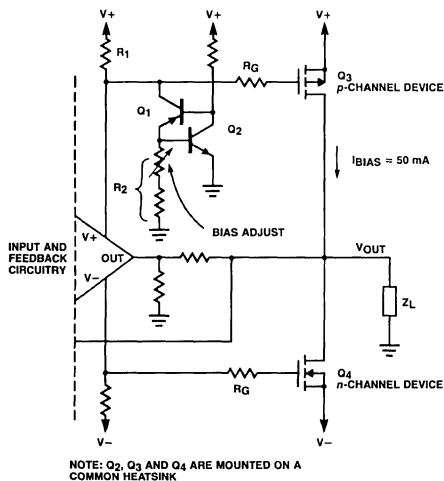 V+
V+
V+
R1
RG
Q3
p-CHANNEL DEVICE
Q1
Q2
IBIAS = 50 mA
R2
BIAS ADJUST
V+
INPUT AND
FEEDBACK
CIRCUITRY
OUT
V–
VOUT
ZL
Q4
n-CHANNEL DEVICE
RG
V–
V–
NOTE: Q2, Q3 AND Q4 ARE MOUNTED ON A
COMMON HEATSINK